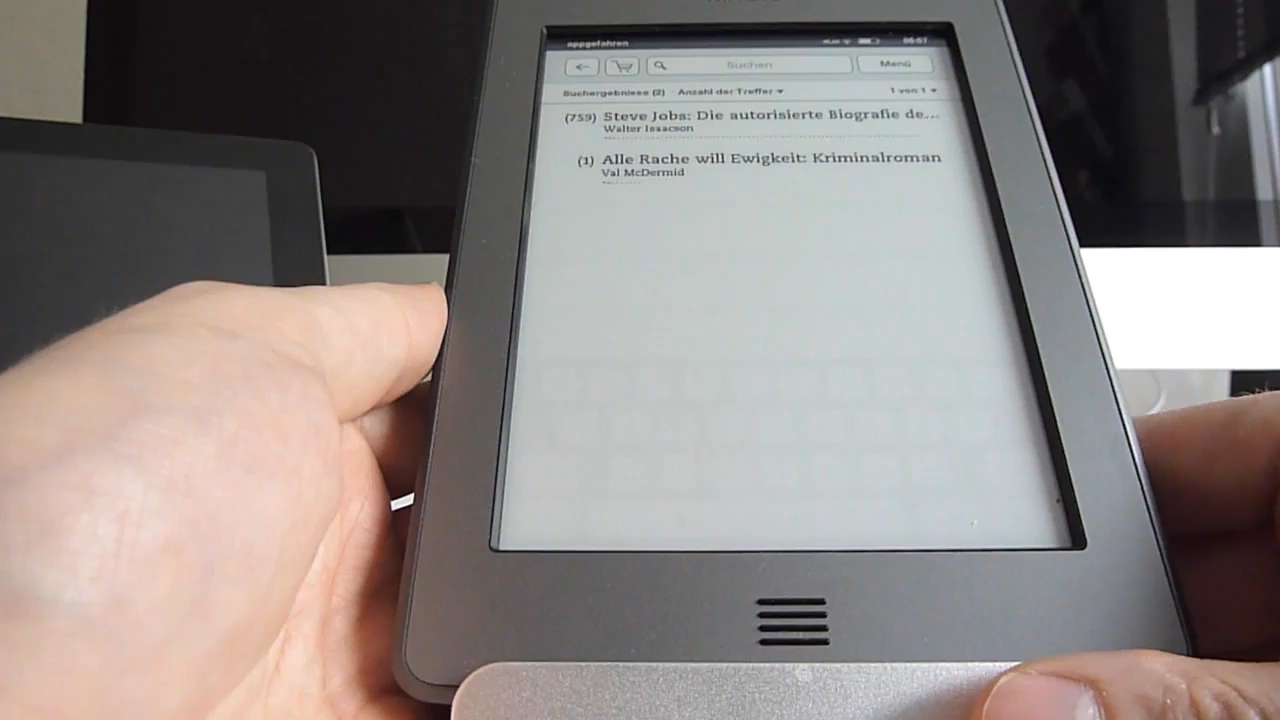 appgefahren
Suchen
Menü
Suchergebnisse (2) · Anzahl der Treffer ▾
1 von 1 ▾
(759) Steve Jobs: Die autorisierte Biografie de...
Walter Isaacson
(1) Alle Rache will Ewigkeit: Kriminalroman
Val McDermid